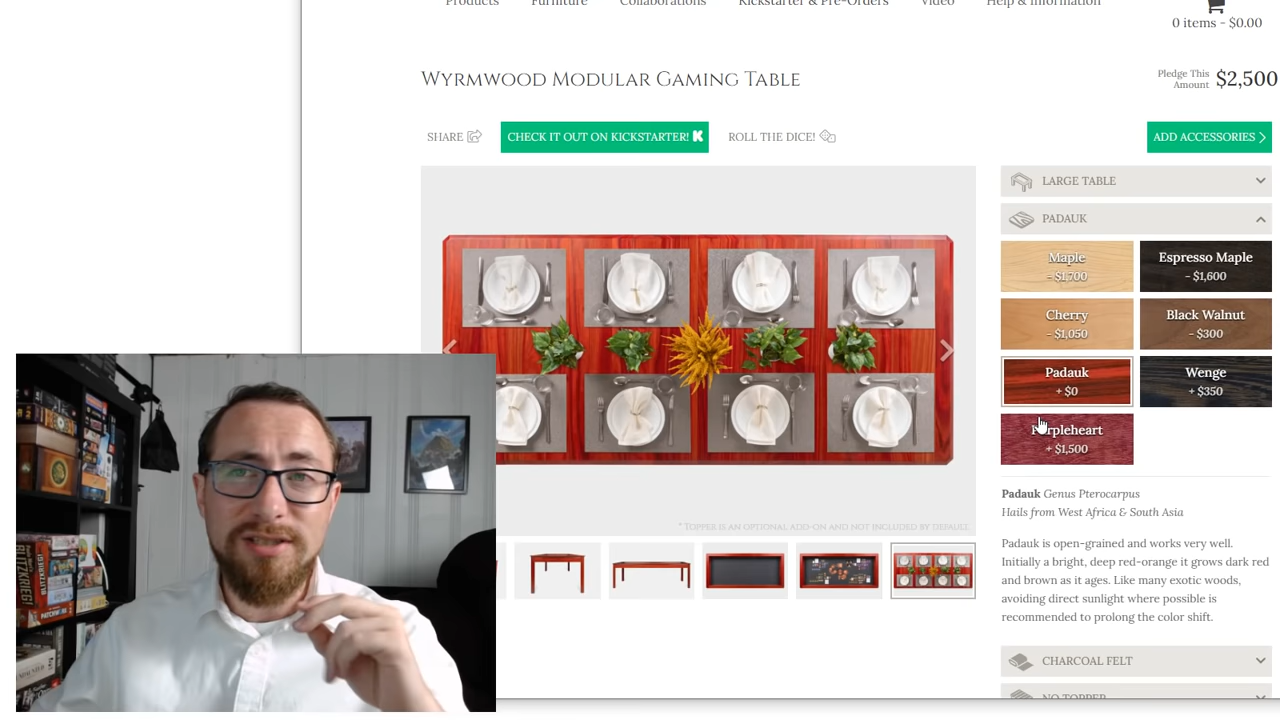 Products Furniture Collaborations Kickstarter & Pre-Orders Video Help & Information
0 items - $0.00
Wyrmwood Modular Gaming Table
Pledge This
Amount $2,500
SHARE
CHECK IT OUT ON KICKSTARTER!
ROLL THE DICE!
ADD ACCESSORIES
LARGE TABLE
PADAUK
Maple
- $1,700
Espresso Maple
- $1,600
Cherry
- $1,050
Black Walnut
- $300
Padauk
+ $0
Wenge
+ $350
Purpleheart
+ $1,500
* Topper is an optional add-on and not included by default.
Padauk Genus Pterocarpus
Hails from West Africa & South Asia
Padauk is open-grained and works very well.
Initially a bright, deep red-orange it grows dark red
and brown as it ages. Like many exotic woods,
avoiding direct sunlight where possible is
recommended to prolong the color shift.
CHARCOAL FELT
NO TOPPER
BLITZKRIEG!
BLITZKRIEG!